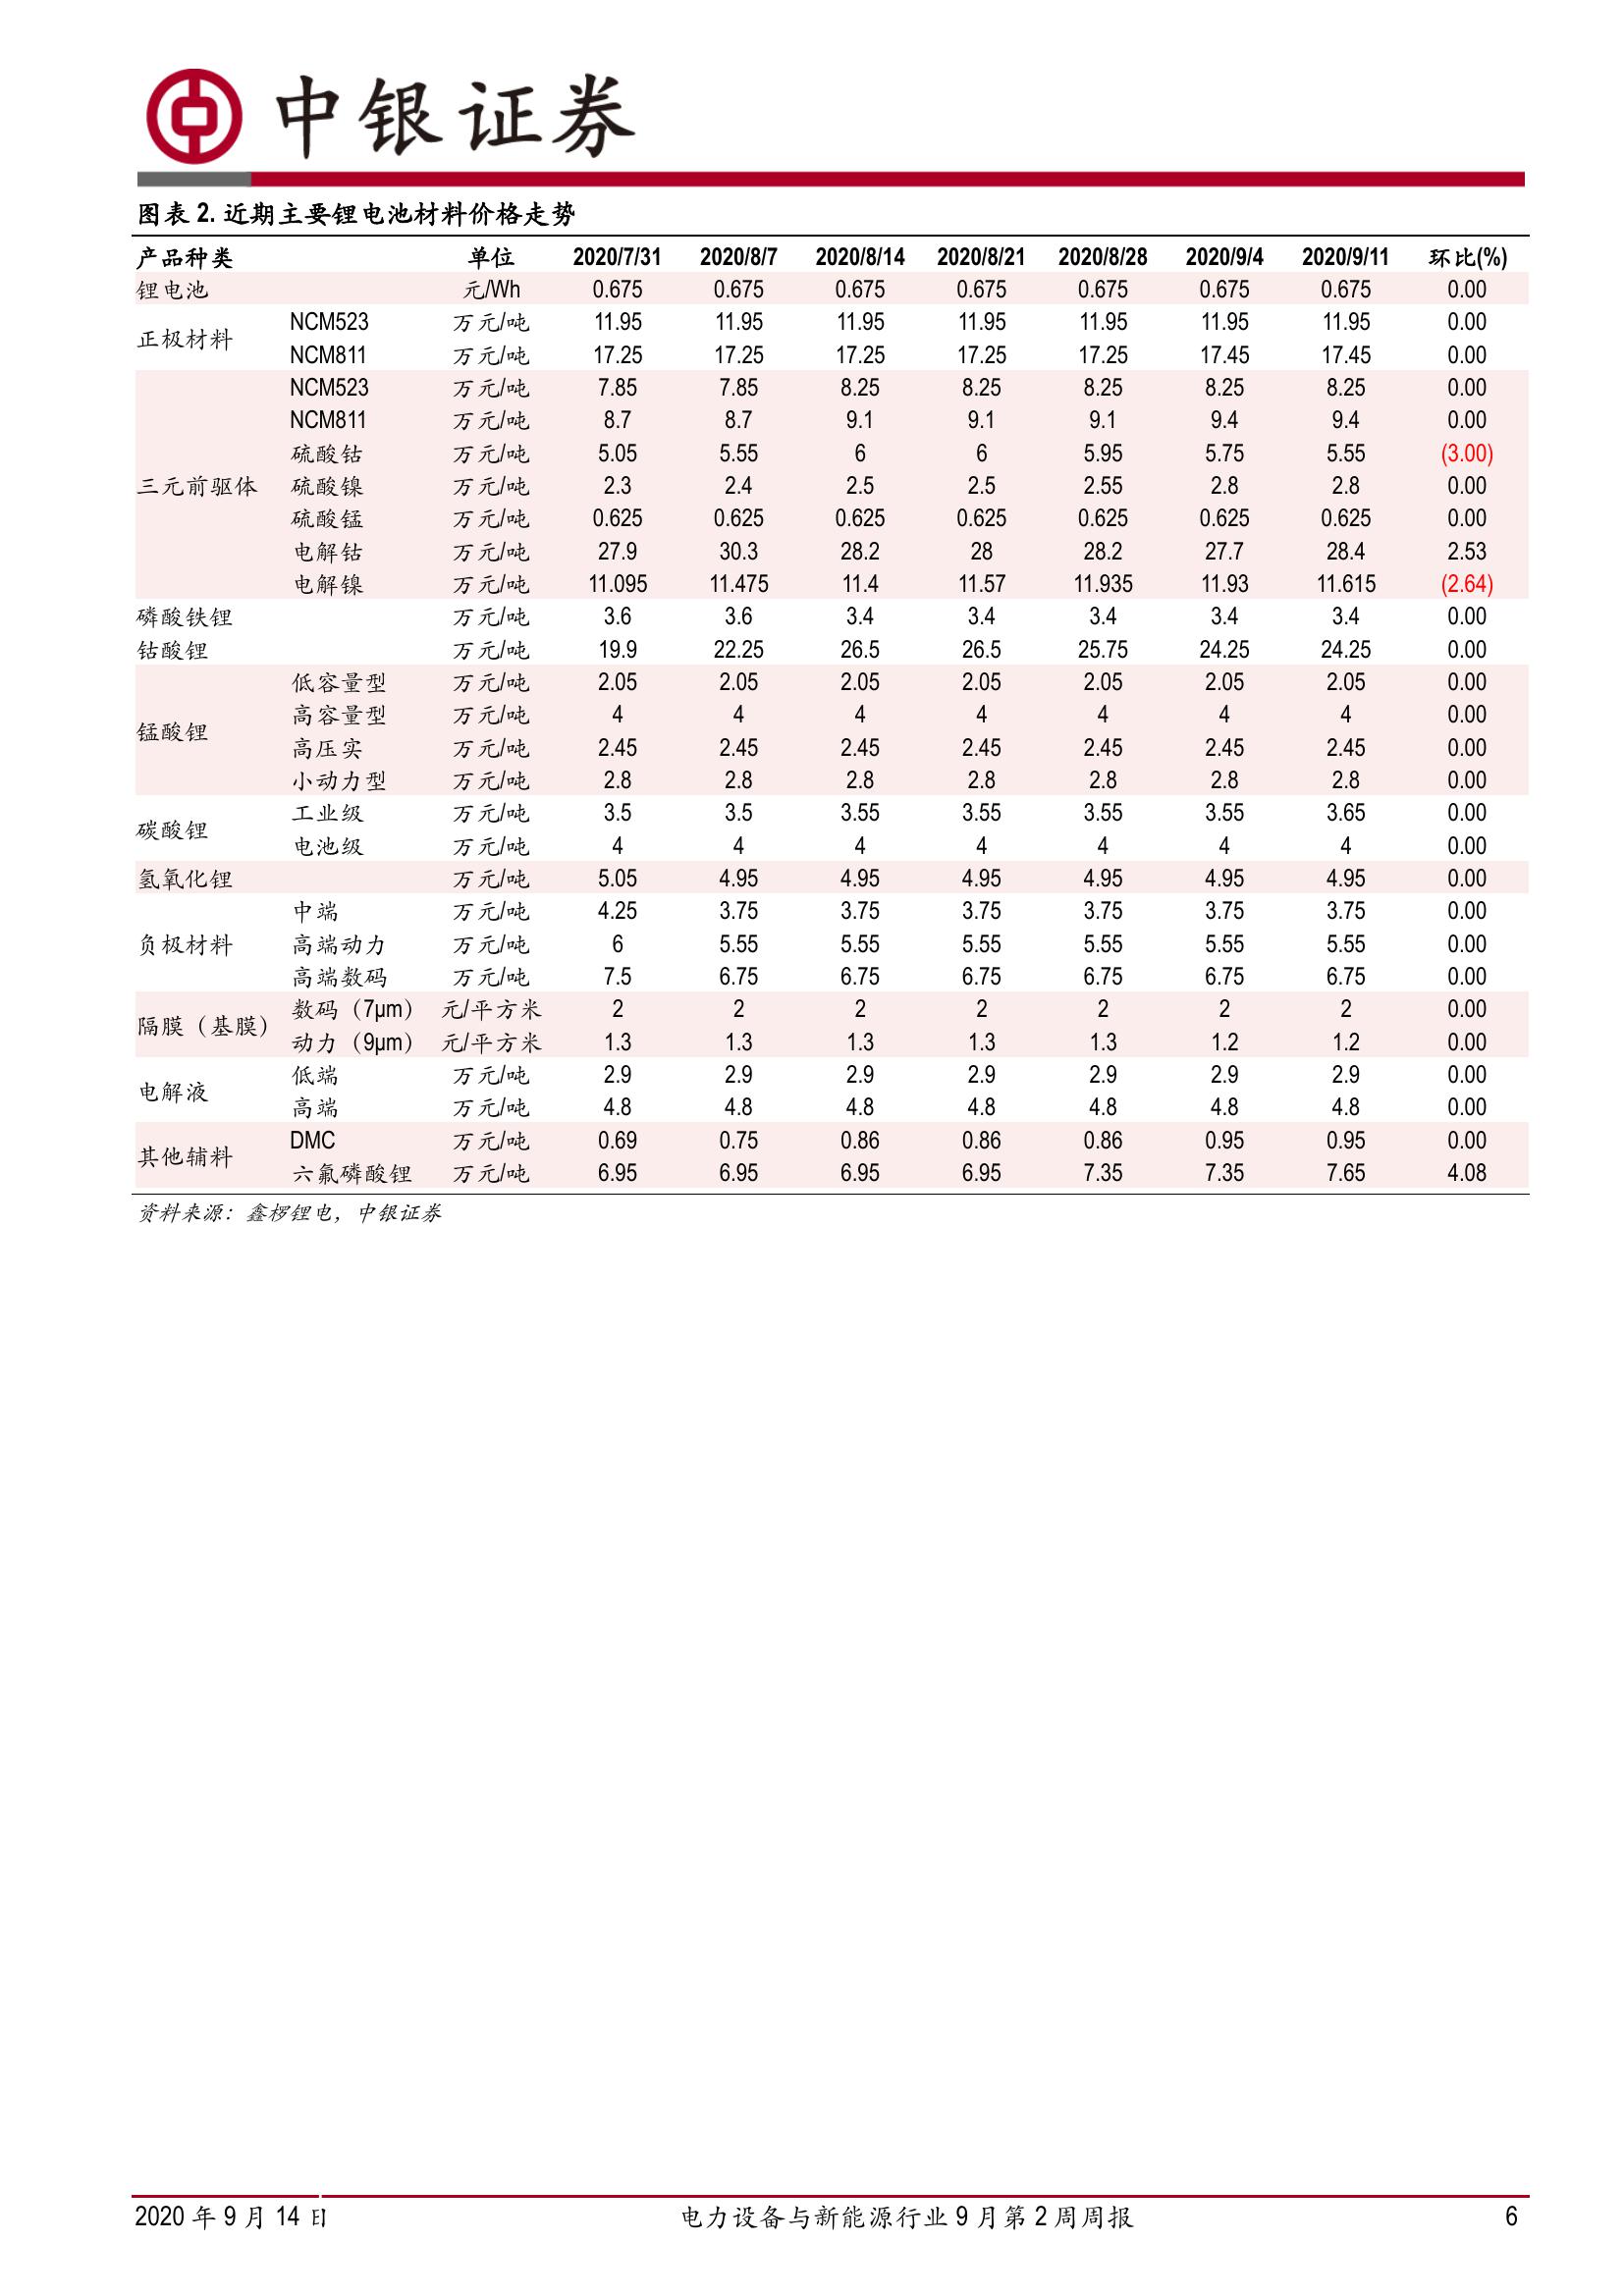 中银证券
图表 2. 近期主要锂电池材料价格走势
产品种类 单位 2020/7/31 2020/8/7 2020/8/14 2020/8/21 2020/8/28 2020/9/4 2020/9/11 环比(%)
锂电池 元/Wh 0.675 0.675 0.675 0.675 0.675 0.675 0.675 0.00
正极材料 NCM523 万元/吨 11.95 11.95 11.95 11.95 11.95 11.95 11.95 0.00
NCM811 万元/吨 17.25 17.25 17.25 17.25 17.25 17.45 17.45 0.00
三元前驱体 NCM523 万元/吨 7.85 7.85 8.25 8.25 8.25 8.25 8.25 0.00
NCM811 万元/吨 8.7 8.7 9.1 9.1 9.1 9.4 9.4 0.00
硫酸钴 万元/吨 5.05 5.55 6 6 5.95 5.75 5.55 (3.00)
硫酸镍 万元/吨 2.3 2.4 2.5 2.5 2.55 2.8 2.8 0.00
硫酸锰 万元/吨 0.625 0.625 0.625 0.625 0.625 0.625 0.625 0.00
电解钴 万元/吨 27.9 30.3 28.2 28 28.2 27.7 28.4 2.53
电解镍 万元/吨 11.095 11.475 11.4 11.57 11.935 11.93 11.615 (2.64)
磷酸铁锂 万元/吨 3.6 3.6 3.4 3.4 3.4 3.4 3.4 0.00
钴酸锂 万元/吨 19.9 22.25 26.5 26.5 25.75 24.25 24.25 0.00
锰酸锂 低容量型 万元/吨 2.05 2.05 2.05 2.05 2.05 2.05 2.05 0.00
高容量型 万元/吨 4 4 4 4 4 4 4 0.00
高压实 万元/吨 2.45 2.45 2.45 2.45 2.45 2.45 2.45 0.00
小动力型 万元/吨 2.8 2.8 2.8 2.8 2.8 2.8 2.8 0.00
碳酸锂 工业级 万元/吨 3.5 3.5 3.55 3.55 3.55 3.55 3.65 0.00
电池级 万元/吨 4 4 4 4 4 4 4 0.00
氢氧化锂 万元/吨 5.05 4.95 4.95 4.95 4.95 4.95 4.95 0.00
负极材料 中端 万元/吨 4.25 3.75 3.75 3.75 3.75 3.75 3.75 0.00
高端动力 万元/吨 6 5.55 5.55 5.55 5.55 5.55 5.55 0.00
高端数码 万元/吨 7.5 6.75 6.75 6.75 6.75 6.75 6.75 0.00
隔膜（基膜） 数码（7μm） 元/平方米 2 2 2 2 2 2 2 0.00
动力（9μm） 元/平方米 1.3 1.3 1.3 1.3 1.3 1.2 1.2 0.00
电解液 低端 万元/吨 2.9 2.9 2.9 2.9 2.9 2.9 2.9 0.00
高端 万元/吨 4.8 4.8 4.8 4.8 4.8 4.8 4.8 0.00
其他辅料 DMC 万元/吨 0.69 0.75 0.86 0.86 0.86 0.95 0.95 0.00
六氟磷酸锂 万元/吨 6.95 6.95 6.95 6.95 7.35 7.35 7.65 4.08
资料来源：鑫椤锂电，中银证券
2020 年 9 月 14 日 电力设备与新能源行业 9 月第 2 周周报 6